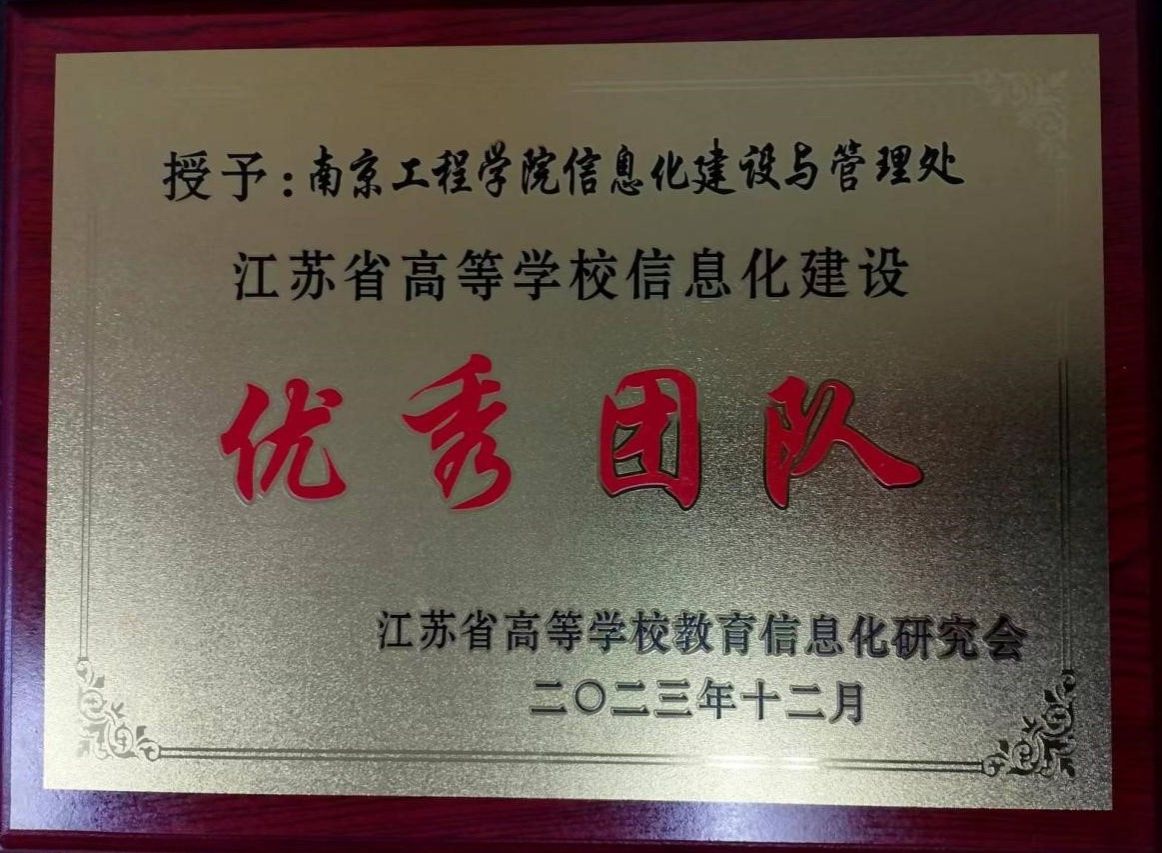 授予:南京工程学院信息化建设与管理处
江苏省高等学校信息化建设
优秀团队
江苏省高等学校教育信息化研究会
二〇二三年十二月